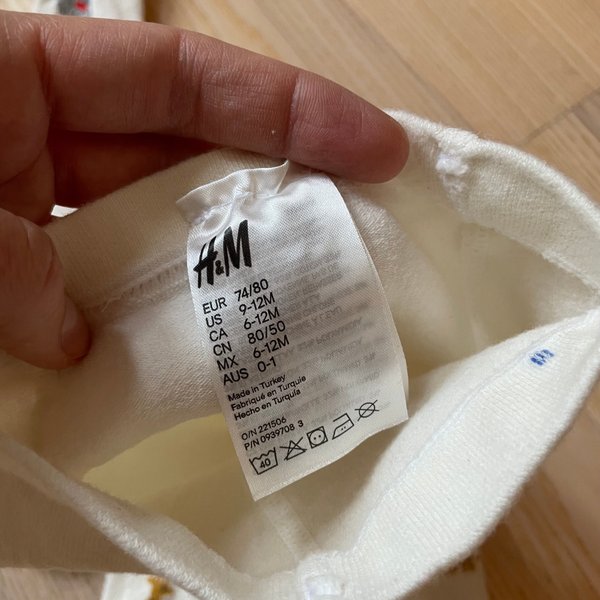 H&M
EUR 74/80
US 9-12M
CA 6-12M
CN 80/50
MX 6-12M
AUS 0-1
Made in Turkey
Fabriqué en Turquie
Hecho en Turquía
O/N 221506
P/N 0939708 3
40